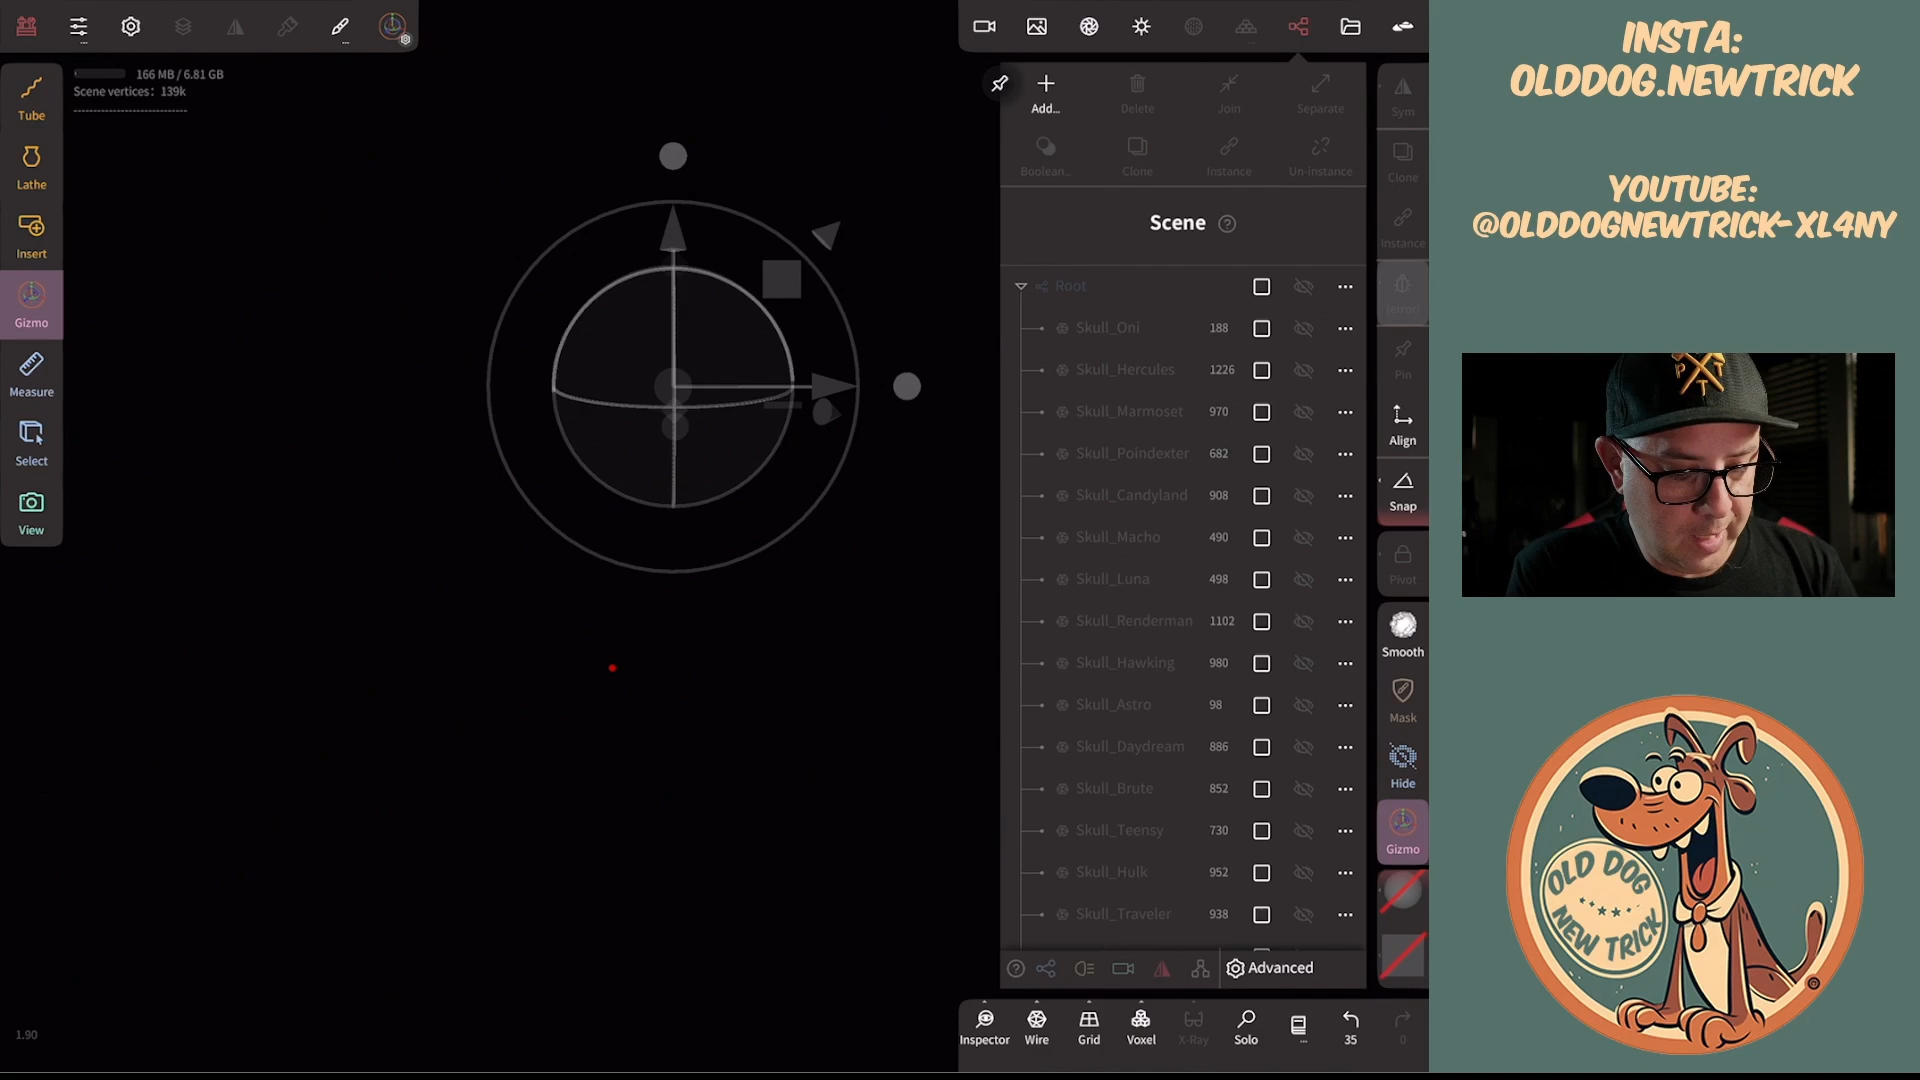 166 MB / 6.81 GB
Scene vertices: 139k
Tube
Lathe
Insert
Gizmo
Measure
Select
View
1.90
Add...
Delete
Join
Separate
Boolean...
Clone
Instance
Un-instance
Scene ?
Root
Skull_Oni 188
Skull_Hercules 1226
Skull_Marmoset 970
Skull_Poindexter 682
Skull_Candyland 908
Skull_Macho 490
Skull_Luna 498
Skull_Renderman 1102
Skull_Hawking 980
Skull_Astro 98
Skull_Daydream 886
Skull_Brute 852
Skull_Teensy 730
Skull_Hulk 952
Skull_Traveler 938
? Advanced
Inspector
Wire
Grid
Voxel
X-Ray
Solo
...
35
0
Sym
Clone
Instance
(error)
Pin
Align
Snap
Pivot
Smooth
Mask
Hide
Gizmo
INSTA:
OLDDOG.NEWTRICK
YOUTUBE:
@OLDDOGNEWTRICK-XL4NY
P T T
OLD DOG
NEW TRICK